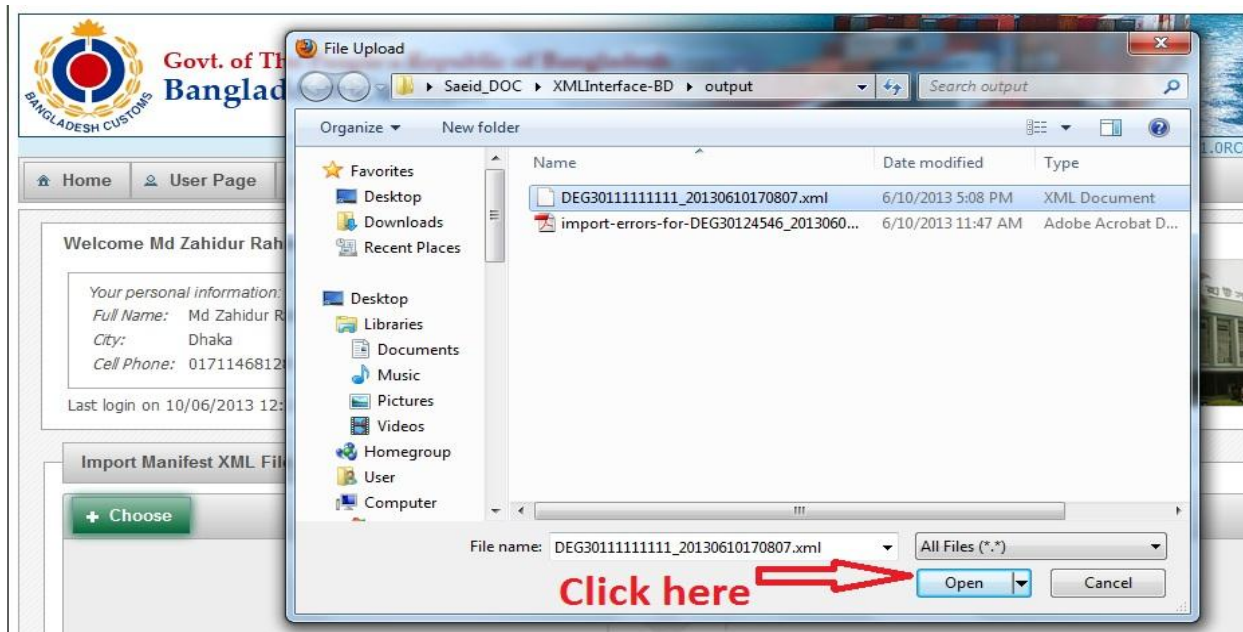 BANGLADESH CUSTOMS
Govt. of Th
Banglad
File Upload
Saeid_DOC XMLInterface-BD output
Search output
Organize New folder
1.0RC
Home User Page
Favorites
Desktop
Downloads
Recent Places
Desktop
Libraries
Documents
Music
Pictures
Videos
Homegroup
User
Computer
Name Date modified Type
DEG30111111111_20130610170807.xml 6/10/2013 5:08 PM XML Document
import-errors-for-DEG30124546_2013060... 6/10/2013 11:47 AM Adobe Acrobat D...
Welcome Md Zahidur Rah
Your personal information:
Full Name: Md Zahidur R
City: Dhaka
Cell Phone: 0171146812
Last login on 10/06/2013 12:
Import Manifest XML File
+ Choose
File name: DEG30111111111_20130610170807.xml All Files (*.*)
Open Cancel
Click here